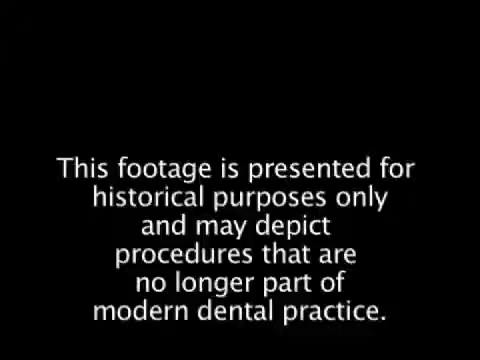 This footage is presented for
historical purposes only
and may depict
procedures that are
no longer part of
modern dental practice.